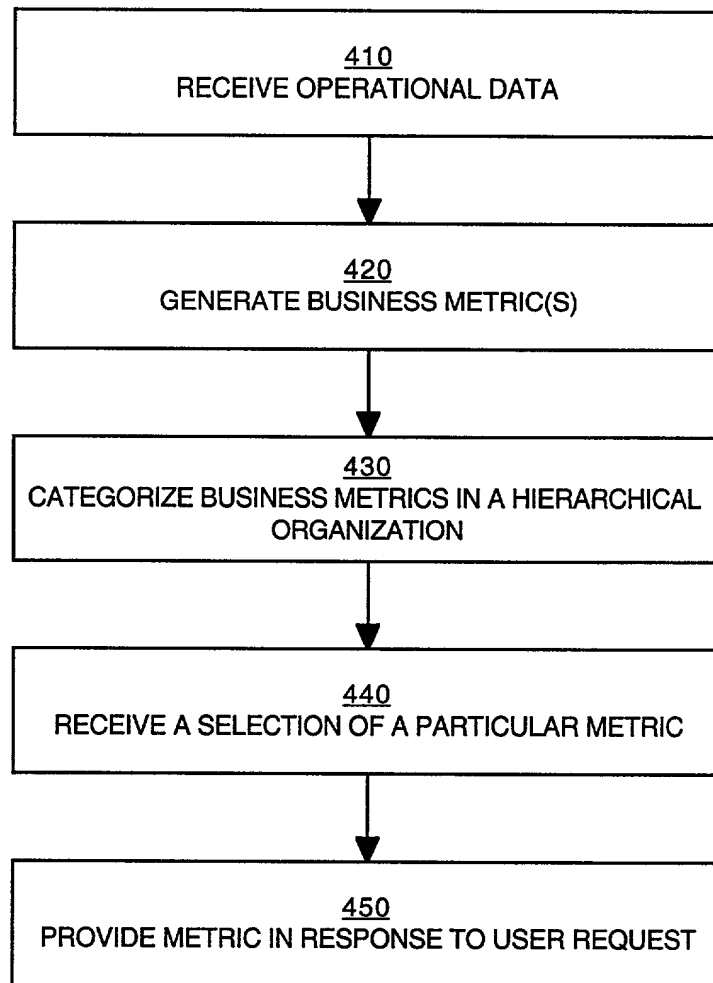 410
RECEIVE OPERATIONAL DATA
420
GENERATE BUSINESS METRIC(S)
430
CATEGORIZE BUSINESS METRICS IN A HIERARCHICAL
ORGANIZATION
440
RECEIVE A SELECTION OF A PARTICULAR METRIC
450
PROVIDE METRIC IN RESPONSE TO USER REQUEST